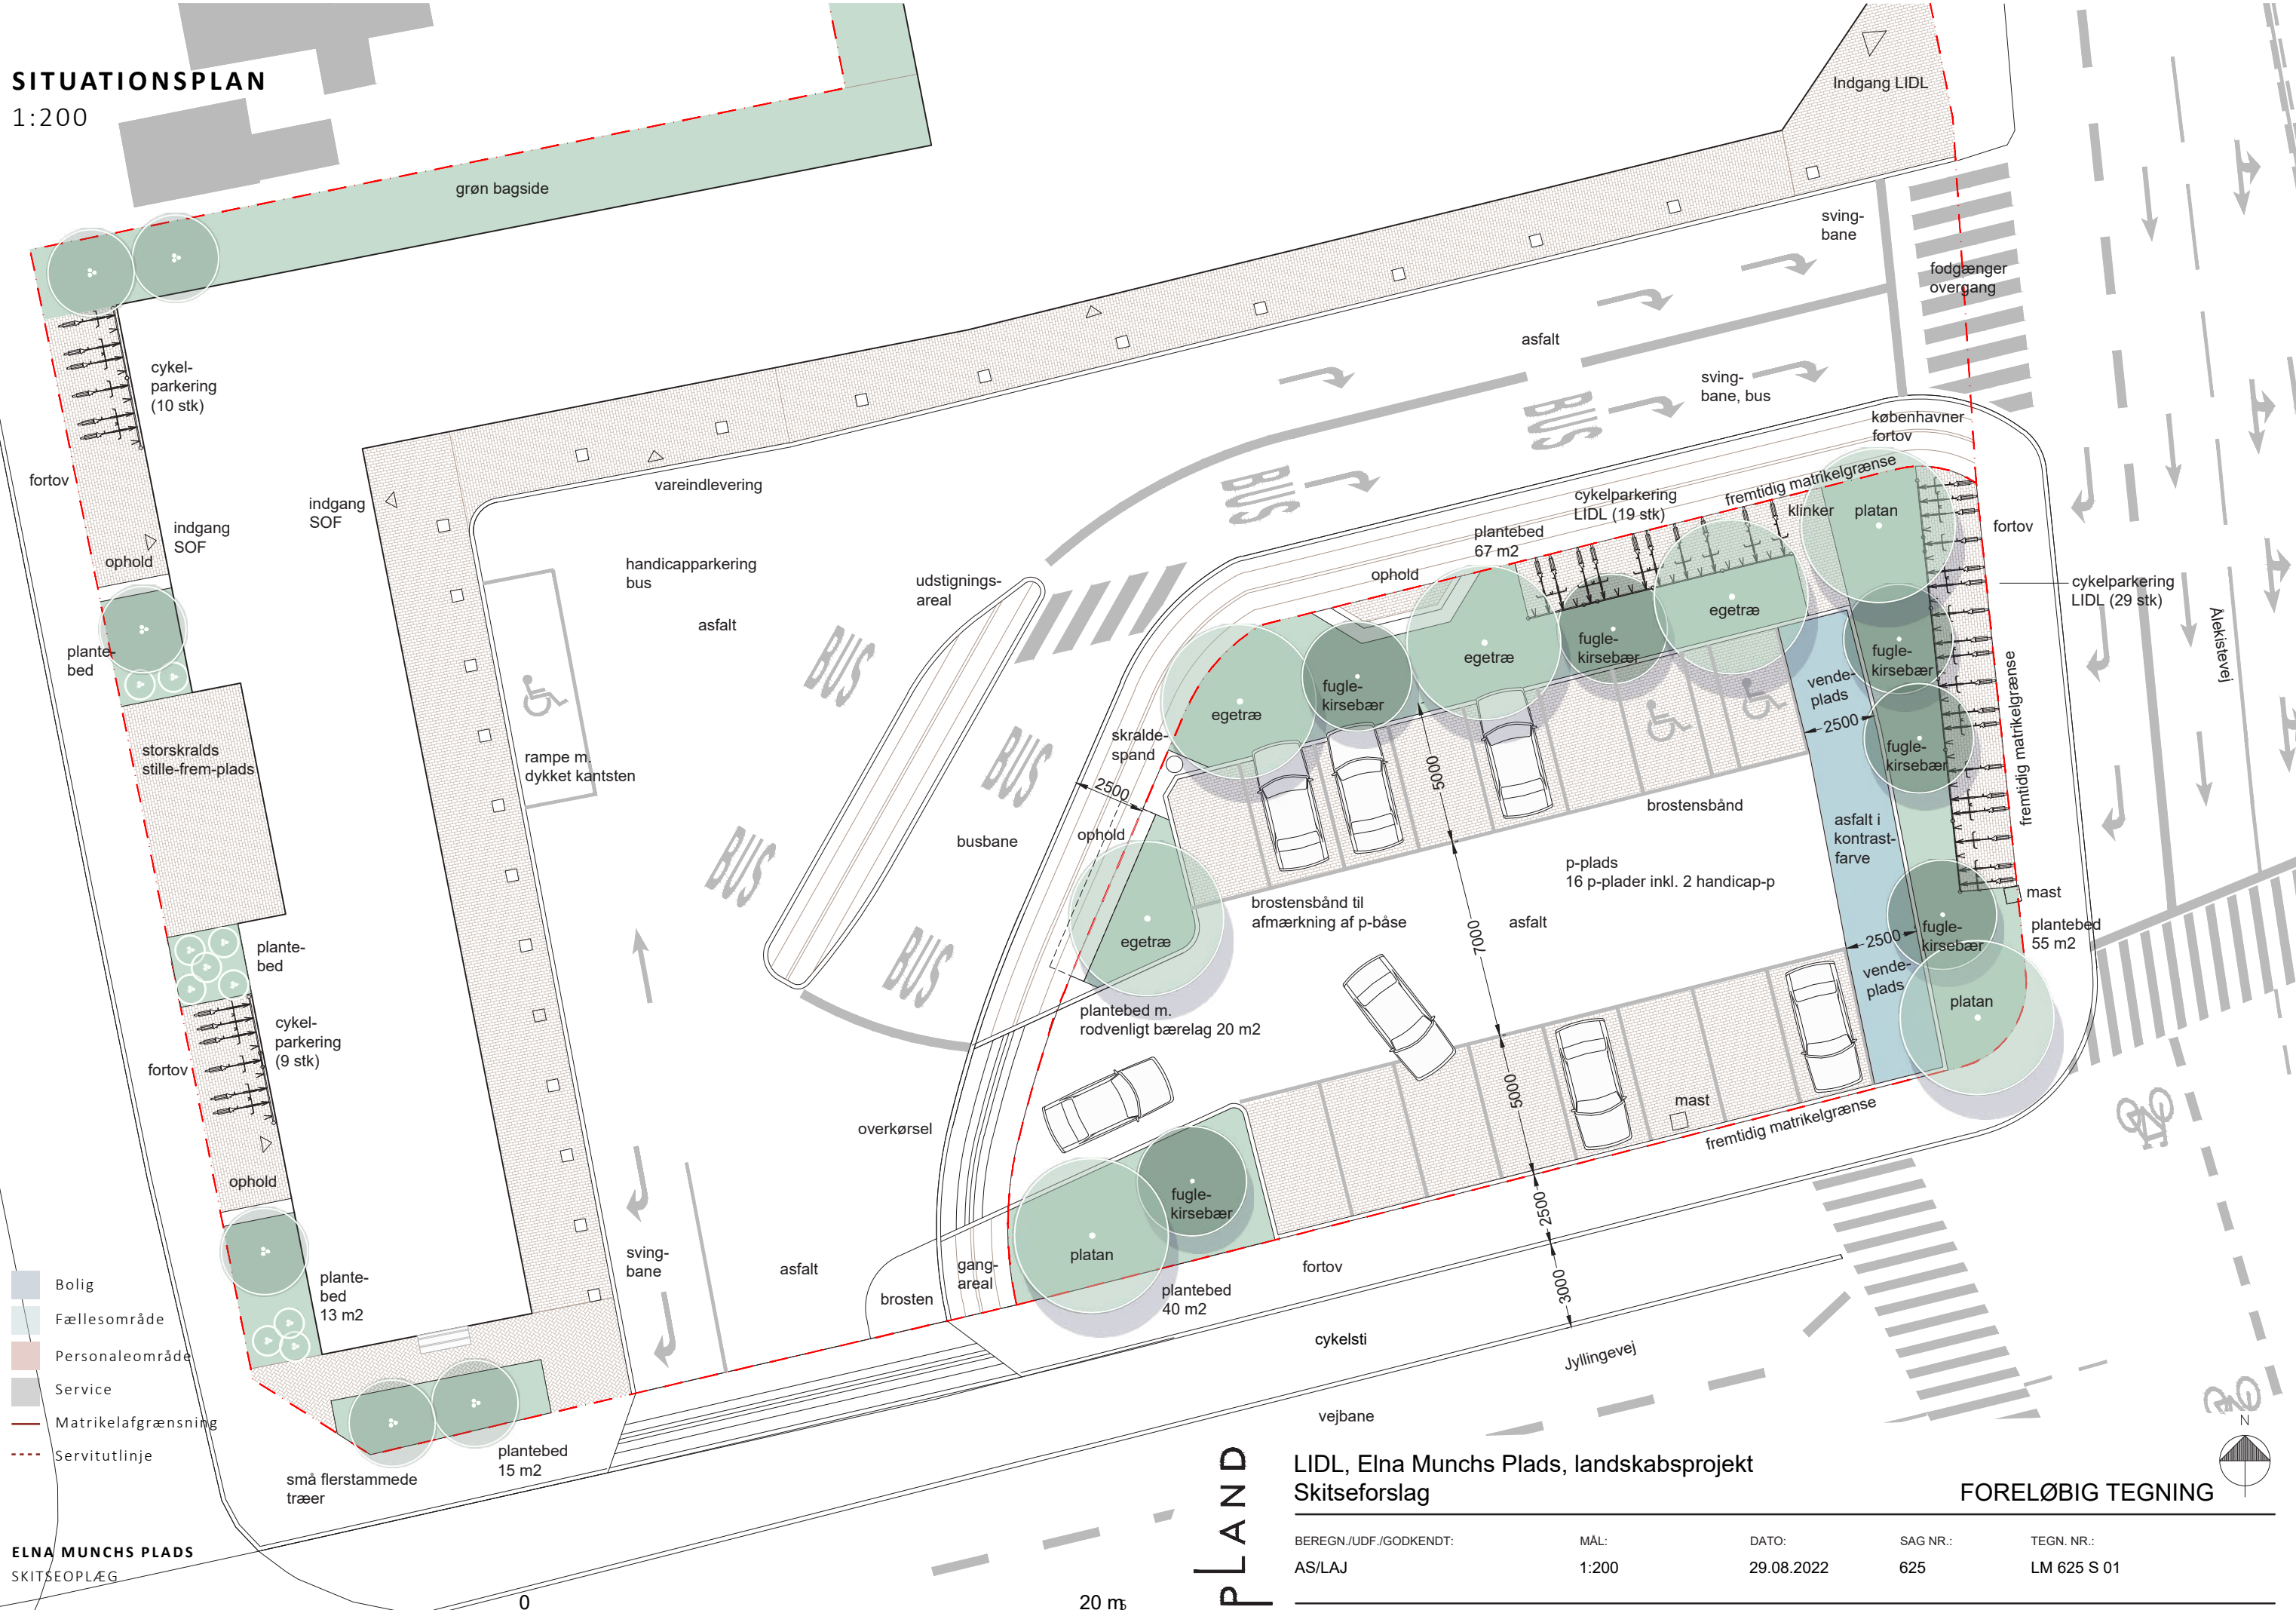 SITUATIONSPLAN
1:200
grøn bagside
Indgang LIDL
sving-
bane
fodgænger
overgang
asfalt
sving-
bane, bus
BUS
BUS
københavner
fortov
cykel-
parkering
(10 stk)
fortov
indgang
SOF
ophold
indgang
SOF
vareindlevering
handicapparkering
bus
asfalt
udstignings-
areal
BUS
BUS
BUS
BUS
fremtidig matrikelgrænse
cykelparkering
LIDL (19 stk)
klinker
platan
fortov
plantebed
67 m2
ophold
cykelparkering
LIDL (29 stk)
Ålekistevej
egetræ
fugle-
kirsebær
egetræ
fugle-
kirsebær
egetræ
fugle-
kirsebær
vende-
plads
2500
fugle-
kirsebær
fremtidig matrikelgrænse
plante-
bed
storskralds
stille-frem-plads
rampe m.
dykket kantsten
skralde-
spand
2500
5000
brostensbånd
ophold
busbane
asfalt i
kontrast-
farve
p-plads
16 p-plader inkl. 2 handicap-p
brostensbånd til
afmærkning af p-båse
7000
asfalt
egetræ
mast
plantebed
55 m2
fugle-
kirsebær
2500
vende-
plads
platan
plante-
bed
cykel-
parkering
(9 stk)
fortov
plantebed m.
rodvenligt bærelag 20 m2
5000
mast
fremtidig matrikelgrænse
overkørsel
ophold
fugle-
kirsebær
platan
2500
3000
sving-
bane
asfalt
gang-
areal
brosten
plantebed
40 m2
fortov
cykelsti
Jyllingevej
vejbane
plante-
bed
13 m2
Bolig
Fællesområde
Personaleområde
Service
Matrikelafgrænsning
Servitutlinje
plantebed
15 m2
små flerstammede
træer
ELNA MUNCHS PLADS
SKITSEOPLÆG
0
20 m
PLAND
LIDL, Elna Munchs Plads, landskabsprojekt
Skitseforslag
FORELØBIG TEGNING
N
BEREGN./UDF./GODKENDT: MÅL: DATO: SAG NR.: TEGN. NR.:
AS/LAJ 1:200 29.08.2022 625 LM 625 S 01